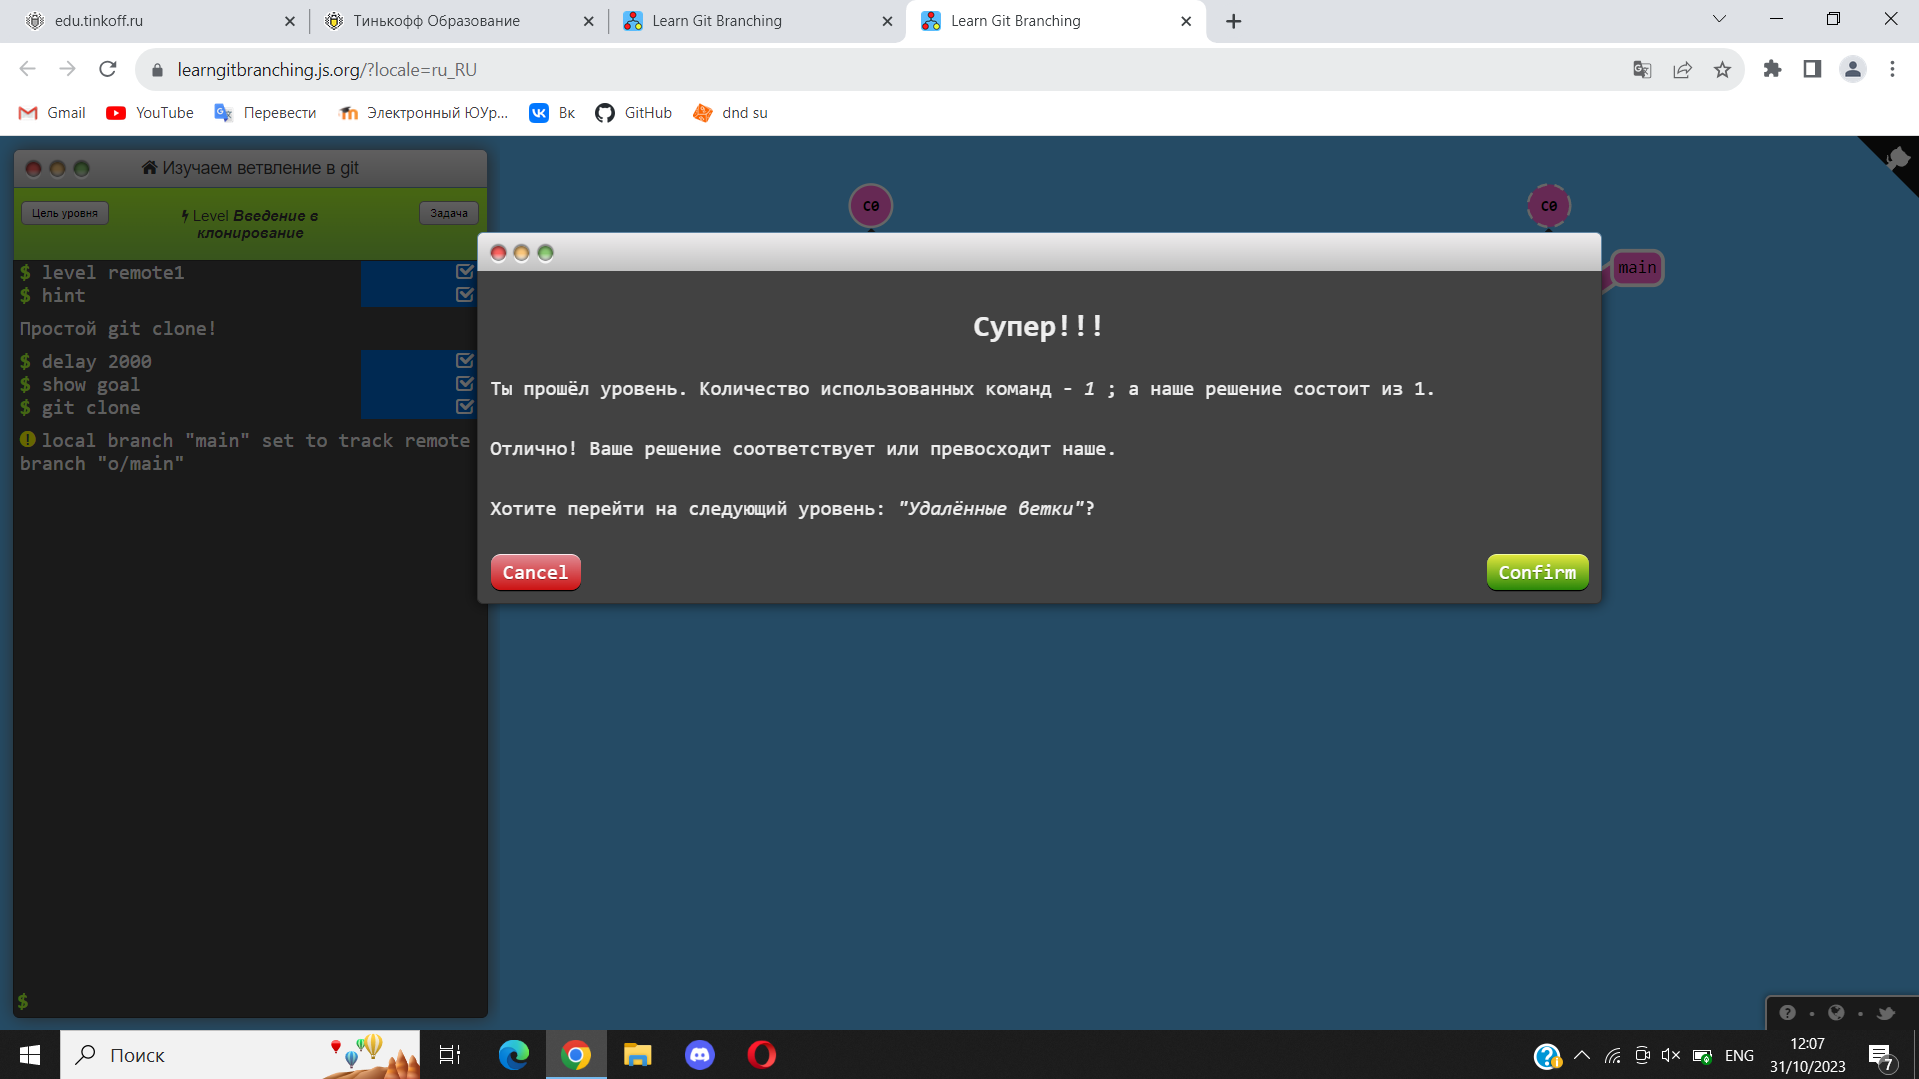 edu.tinkoff.ru
Тинькофф Образование
Learn Git Branching
Learn Git Branching
learngitbranching.js.org/?locale=ru_RU
Gmail
YouTube
Перевести
Электронный ЮУр...
Вк
GitHub
dnd su
Изучаем ветвление в git
Цель уровня
Level Введение в
клонирование
Задача
$ level remote1
$ hint
Простой git clone!
$ delay 2000
$ show goal
$ git clone
local branch "main" set to track remote
branch "o/main"
$
C0
C0
main
Супер!!!
Ты прошёл уровень. Количество использованных команд - 1 ; а наше решение состоит из 1.
Отлично! Ваше решение соответствует или превосходит наше.
Хотите перейти на следующий уровень: "Удалённые ветки"?
Cancel
Confirm
Поиск
ENG
12:07
31/10/2023
7